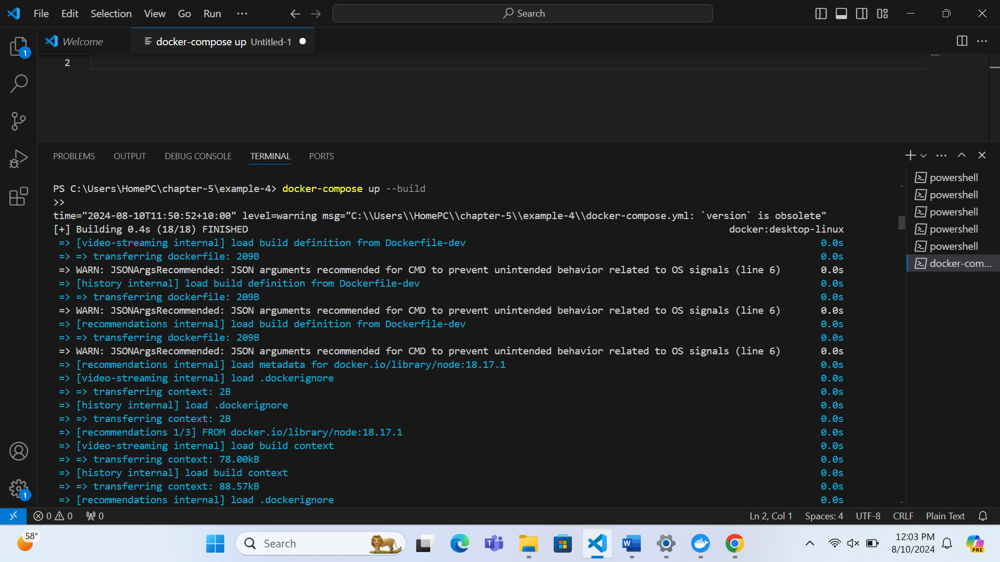 File Edit Selection View Go Run ··· Search
Welcome docker-compose up Untitled-1
1
2
PROBLEMS OUTPUT DEBUG CONSOLE TERMINAL PORTS
PS C:\Users\HomePC\chapter-5\example-4> docker-compose up --build
>>
time="2024-08-10T11:50:52+10:00" level=warning msg="C:\\Users\\HomePC\\chapter-5\\example-4\\docker-compose.yml: `version` is obsolete"
[+] Building 0.4s (18/18) FINISHED docker:desktop-linux
=> [video-streaming internal] load build definition from Dockerfile-dev 0.0s
=> => transferring dockerfile: 209B 0.0s
=> WARN: JSONArgsRecommended: JSON arguments recommended for CMD to prevent unintended behavior related to OS signals (line 6) 0.0s
=> [history internal] load build definition from Dockerfile-dev 0.0s
=> => transferring dockerfile: 209B 0.0s
=> WARN: JSONArgsRecommended: JSON arguments recommended for CMD to prevent unintended behavior related to OS signals (line 6) 0.0s
=> [recommendations internal] load build definition from Dockerfile-dev 0.0s
=> => transferring dockerfile: 209B 0.0s
=> WARN: JSONArgsRecommended: JSON arguments recommended for CMD to prevent unintended behavior related to OS signals (line 6) 0.0s
=> [recommendations internal] load metadata for docker.io/library/node:18.17.1 0.0s
=> [video-streaming internal] load .dockerignore 0.0s
=> => transferring context: 2B 0.0s
=> [history internal] load .dockerignore 0.0s
=> => transferring context: 2B 0.0s
=> [recommendations 1/3] FROM docker.io/library/node:18.17.1 0.0s
=> [video-streaming internal] load build context 0.0s
=> => transferring context: 78.00kB 0.0s
=> [history internal] load build context 0.0s
=> => transferring context: 88.57kB 0.0s
=> [recommendations internal] load .dockerignore 0.0s
powershell
powershell
powershell
powershell
powershell
docker-com...
1
0 0 0 Ln 2, Col 1 Spaces: 4 UTF-8 CRLF Plain Text
58° Search 12:03 PM
8/10/2024
PRE